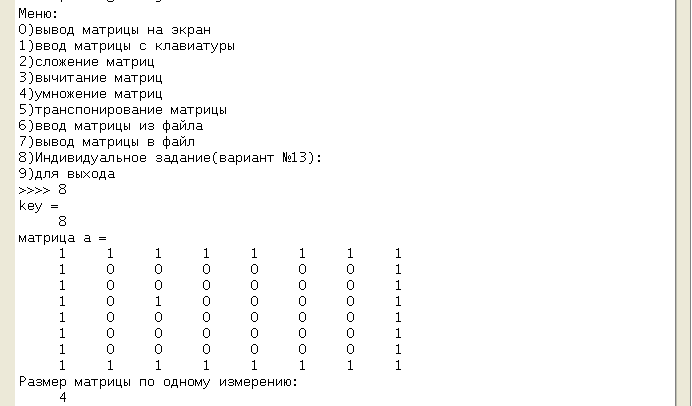 Меню:
0)вывод матрицы на экран
1)ввод матрицы с клавиатуры
2)сложение матриц
3)вычитание матриц
4)умножение матриц
5)транспонирование матрицы
6)ввод матрицы из файла
7)вывод матрицы в файл
8)Индивидуальное задание(вариант №13):
9)для выхода
>>>> 8
key =
8
матрица a =
1 1 1 1 1 1 1 1
1 0 0 0 0 0 0 1
1 0 0 0 0 0 0 1
1 0 1 0 0 0 0 1
1 0 0 0 0 0 0 1
1 0 0 0 0 0 0 1
1 0 0 0 0 0 0 1
1 1 1 1 1 1 1 1
Размер матрицы по одному измерению:
4